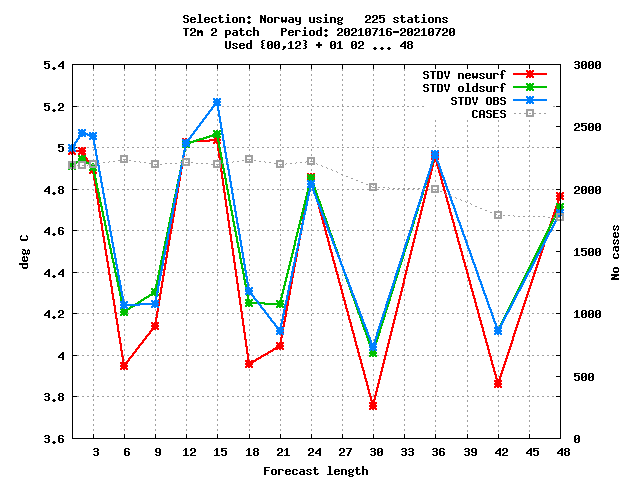 Selection: Norway using   225 stations
T2m 2 patch   Period: 20210716-20210720
Used {00,12} + 01 02 ... 48
STDV newsurf
STDV oldsurf
STDV OBS
CASES
deg C
5.4
5.2
5
4.8
4.6
4.4
4.2
4
3.8
3.6
3000
2500
2000
1500
1000
500
0
No cases
3 6 9 12 15 18 21 24 27 30 33 36 39 42 45 48
Forecast length